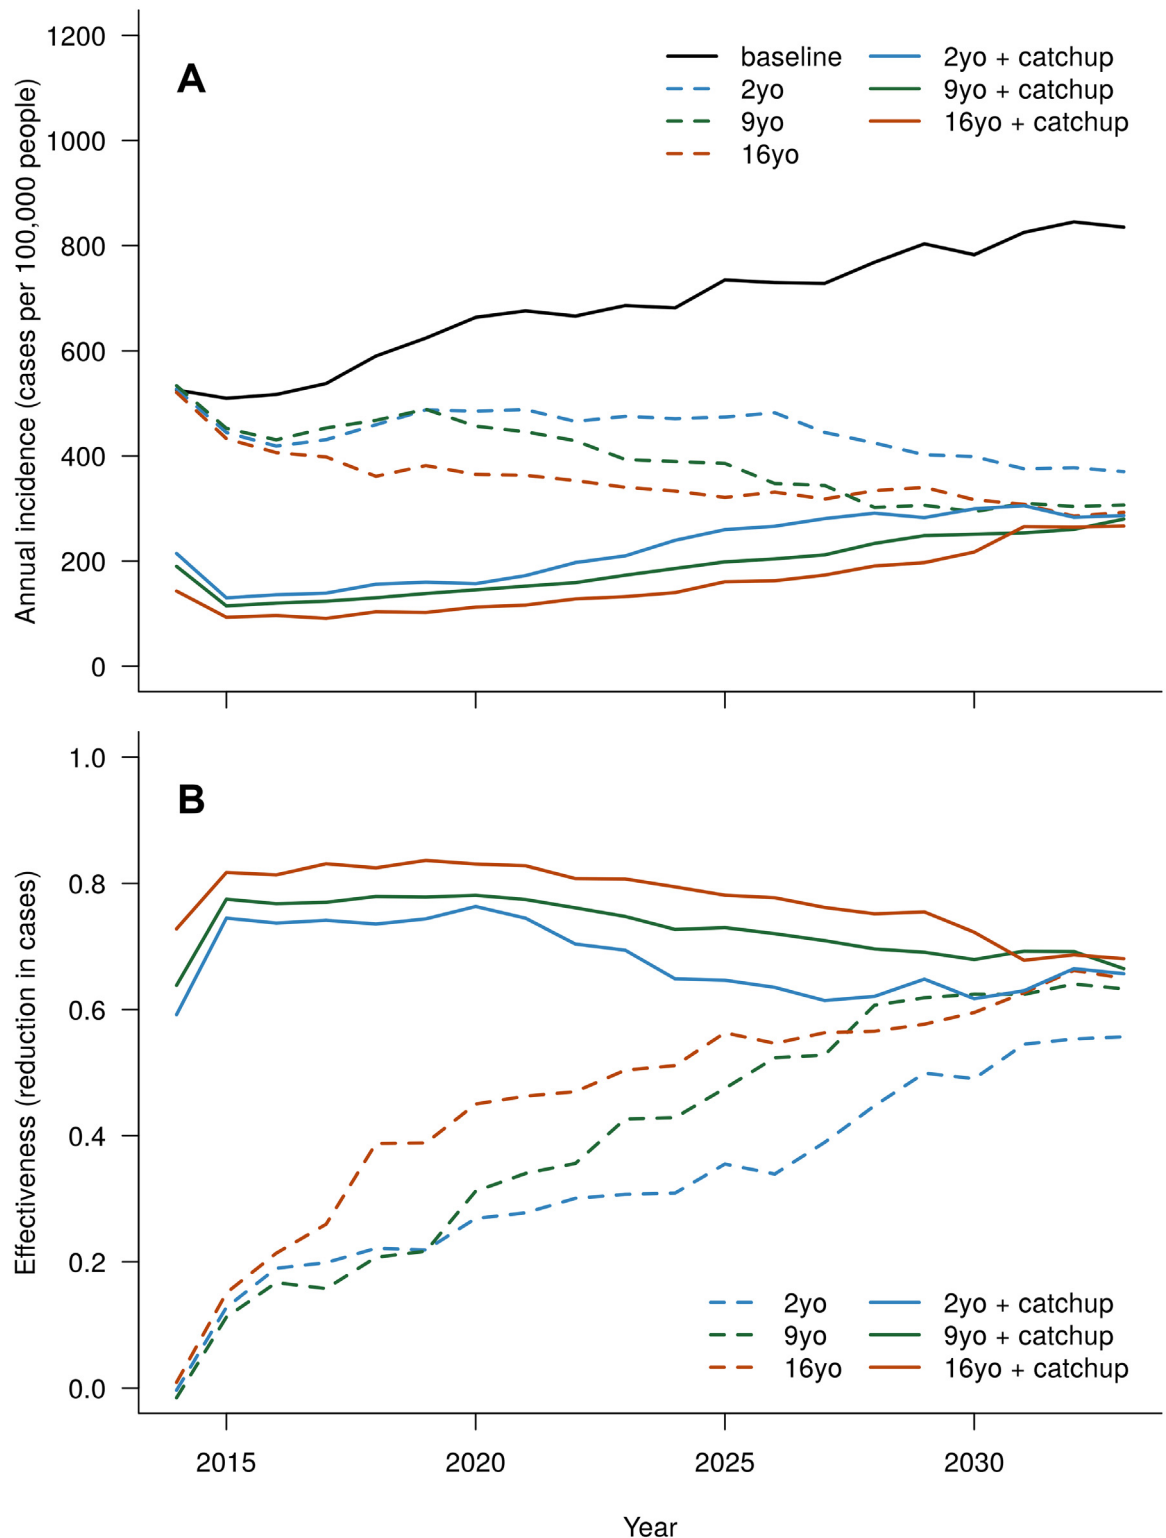 A
baseline
2yo
9yo
16yo
2yo + catchup
9yo + catchup
16yo + catchup
Annual incidence (cases per 100,000 people)
1200
1000
800
600
400
200
0
B
Effectiveness (reduction in cases)
1.0
0.8
0.6
0.4
0.2
0.0
2yo
9yo
16yo
2yo + catchup
9yo + catchup
16yo + catchup
2015
2020
2025
2030
Year